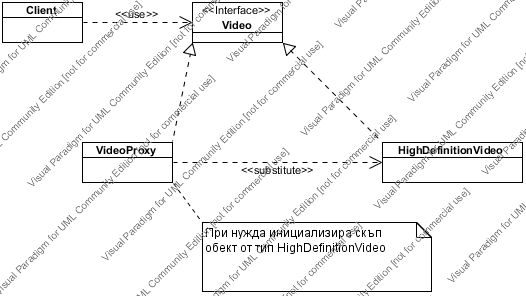 Client
<<use>>
<<Interface>>
Video
VideoProxy
<<substitute>>
HighDefinitionVideo
При нужда инициализира скъп
обект от тип HighDefinitionVideo
Visual Paradigm for UML Community Edition [not for commercial use]